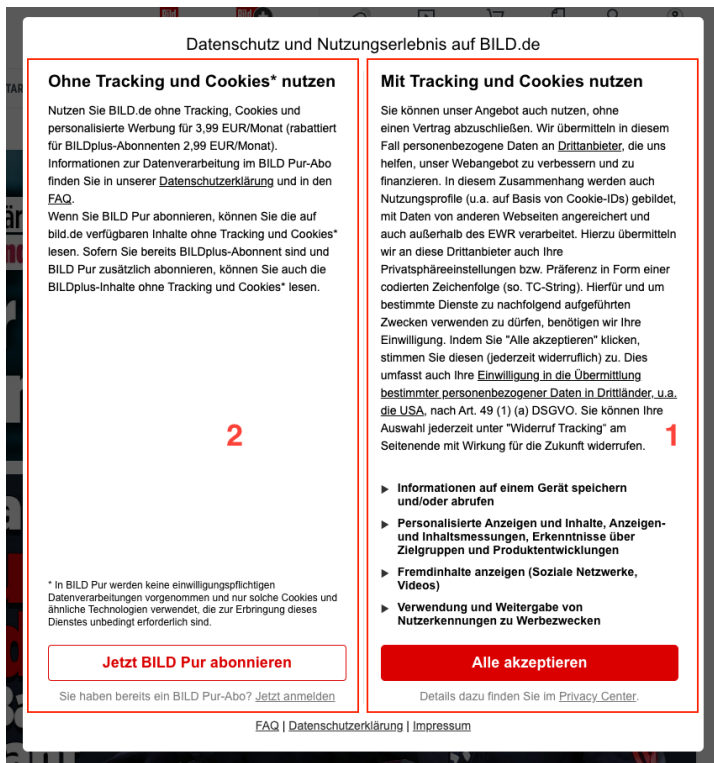 Datenschutz und Nutzungserlebnis auf BILD.de
Ohne Tracking und Cookies* nutzen
Nutzen Sie BILD.de ohne Tracking, Cookies und
personalisierte Werbung für 3,99 EUR/Monat (rabattiert
für BILDplus-Abonnenten 2,99 EUR/Monat).
Informationen zur Datenverarbeitung im BILD Pur-Abo
finden Sie in unserer Datenschutzerklärung und in den
FAQ.
Wenn Sie BILD Pur abonnieren, können Sie die auf
bild.de verfügbaren Inhalte ohne Tracking und Cookies*
lesen. Sofern Sie bereits BILDplus-Abonnent sind und
BILD Pur zusätzlich abonnieren, können Sie auch die
BILDplus-Inhalte ohne Tracking und Cookies* lesen.
2
* In BILD Pur werden keine einwilligungspflichtigen
Datenverarbeitungen vorgenommen und nur solche Cookies und
ähnliche Technologien verwendet, die zur Erbringung dieses
Dienstes unbedingt erforderlich sind.
Jetzt BILD Pur abonnieren
Sie haben bereits ein BILD Pur-Abo? Jetzt anmelden
Mit Tracking und Cookies nutzen
Sie können unser Angebot auch nutzen, ohne
einen Vertrag abzuschließen. Wir übermitteln in diesem
Fall personenbezogene Daten an Drittanbieter, die uns
helfen, unser Webangebot zu verbessern und zu
finanzieren. In diesem Zusammenhang werden auch
Nutzungsprofile (u.a. auf Basis von Cookie-IDs) gebildet,
mit Daten von anderen Webseiten angereichert und
auch außerhalb des EWR verarbeitet. Hierzu übermitteln
wir an diese Drittanbieter auch Ihre
Privatsphäreeinstellungen bzw. Präferenz in Form einer
codierten Zeichenfolge (so. TC-String). Hierfür und um
bestimmte Dienste zu nachfolgend aufgeführten
Zwecken verwenden zu dürfen, benötigen wir Ihre
Einwilligung. Indem Sie "Alle akzeptieren" klicken,
stimmen Sie diesen (jederzeit widerruflich) zu. Dies
umfasst auch Ihre Einwilligung in die Übermittlung
bestimmter personenbezogener Daten in Drittländer, u.a.
die USA, nach Art. 49 (1) (a) DSGVO. Sie können Ihre
Auswahl jederzeit unter "Widerruf Tracking“ am
Seitenende mit Wirkung für die Zukunft widerrufen.
1
Informationen auf einem Gerät speichern
und/oder abrufen
Personalisierte Anzeigen und Inhalte, Anzeigen-
und Inhaltsmessungen, Erkenntnisse über
Zielgruppen und Produktentwicklungen
Fremdinhalte anzeigen (Soziale Netzwerke,
Videos)
Verwendung und Weitergabe von
Nutzerkennungen zu Werbezwecken
Alle akzeptieren
Details dazu finden Sie im Privacy Center.
FAQ | Datenschutzerklärung | Impressum